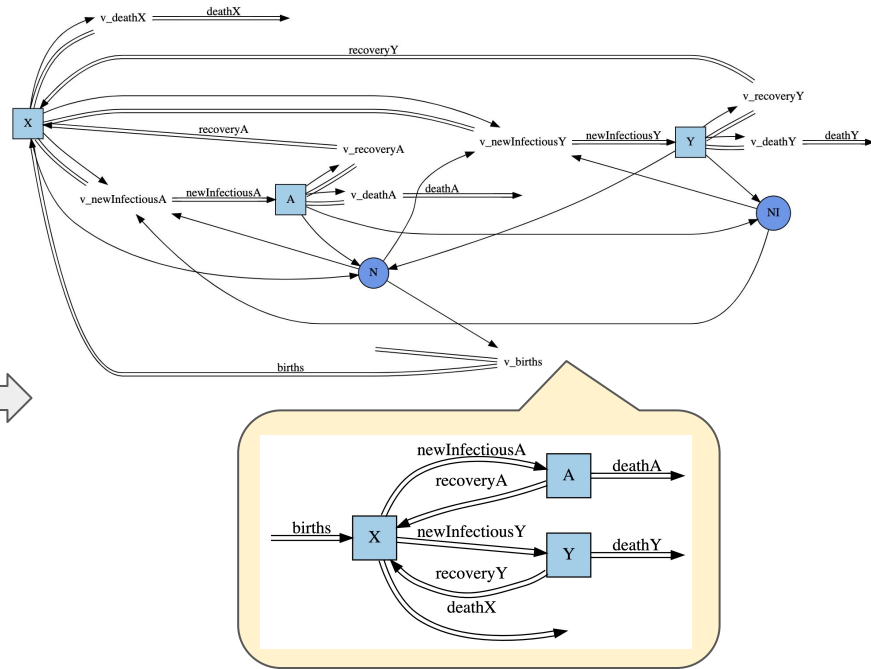 v_deathX
deathX
recoveryY
X
v_recoveryY
recoveryA
v_recoveryA
v_newInfectiousY
newInfectiousY
Y
v_deathY
deathY
v_newInfectiousA
newInfectiousA
A
v_deathA
deathA
NI
N
v_births
births
newInfectiousA
A
deathA
recoveryA
births
X
newInfectiousY
Y
deathY
recoveryY
deathX